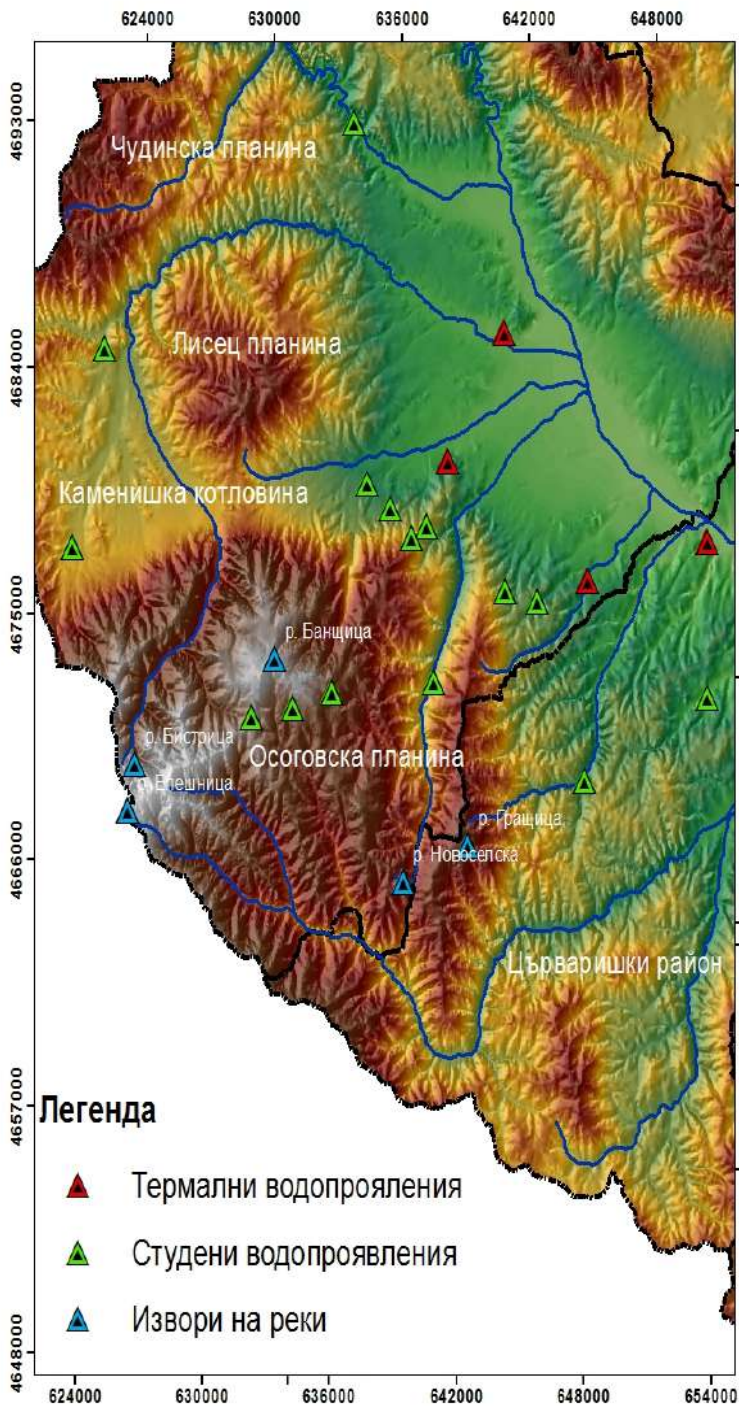 624000 630000 636000 642000 648000
4693000
Чудинска планина
Лисец планина
4684000
Каменишка котловина
4675000
р. Банщица
р. Бистрица
Осоговска планина
р. Елешница
р. Гращица
р. Новоселска
4666000
Църваришки район
4657000
Легенда
Термални водопрояления
Студени водопроявления
Извори на реки
4648000
624000 630000 636000 642000 648000 654000